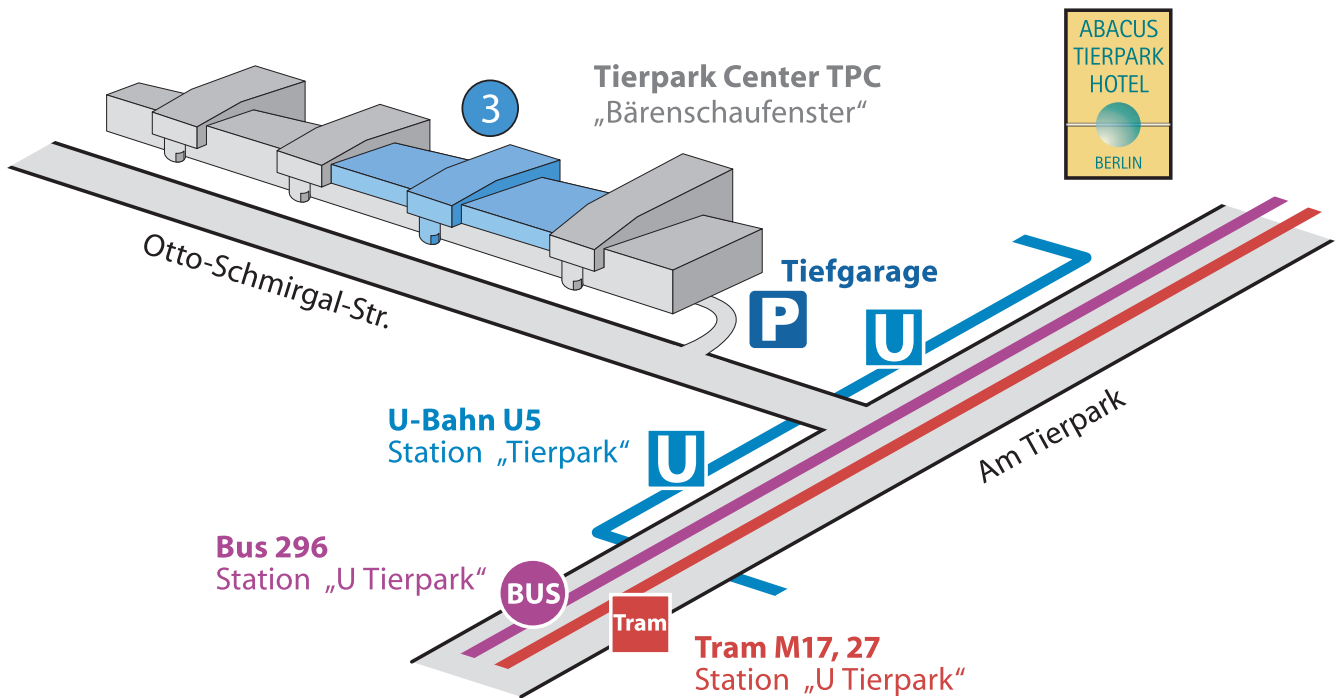 ABACUS
TIERPARK
HOTEL
BERLIN
Tierpark Center TPC
„Bärenschaufenster“
3
Otto-Schmirgal-Str.
Tiefgarage
P
U
U-Bahn U5
Station „Tierpark“
U
Am Tierpark
Bus 296
Station „U Tierpark“
BUS
Tram
Tram M17, 27
Station „U Tierpark“